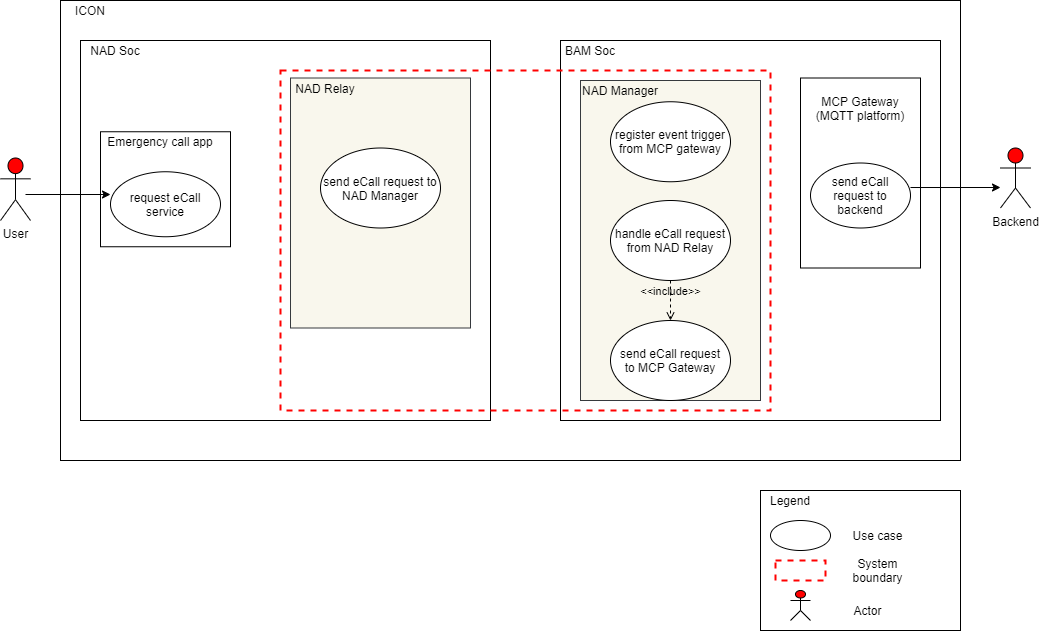 ICON
NAD Soc
BAM Soc
NAD Relay
NAD Manager
MCP Gateway
(MQTT platform)
Emergency call app
register event trigger
from MCP gateway
request eCall
service
send eCall request to
NAD Manager
send eCall
request to
backend
User
Backend
handle eCall request
from NAD Relay
<<include>>
send eCall request
to MCP Gateway
Legend
Use case
System
boundary
Actor